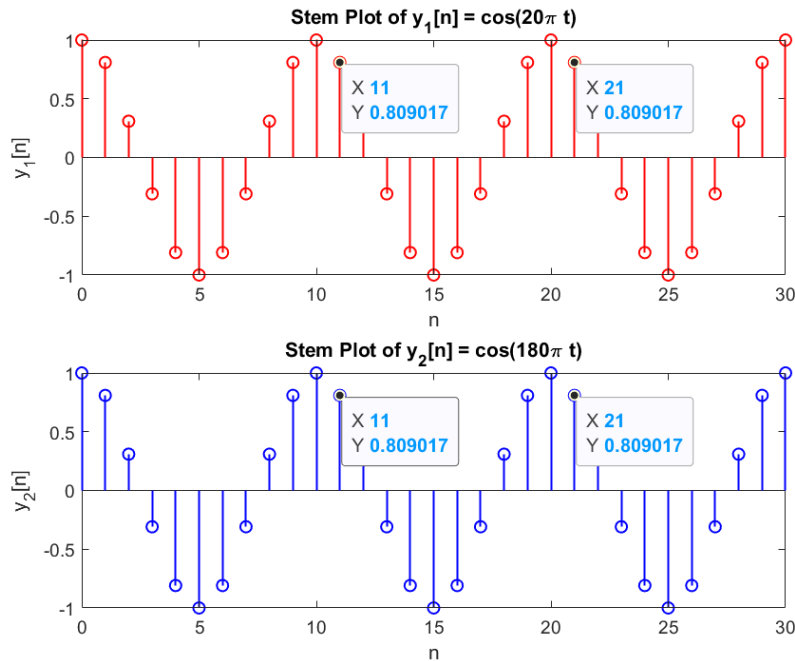 Stem Plot of y₁[n] = cos(20π t)
1
0.5
0
-0.5
-1
y₁[n]
X 11
Y 0.809017
X 21
Y 0.809017
0 5 10 15 20 25 30
n
Stem Plot of y₂[n] = cos(180π t)
1
0.5
0
-0.5
-1
y₂[n]
X 11
Y 0.809017
X 21
Y 0.809017
0 5 10 15 20 25 30
n